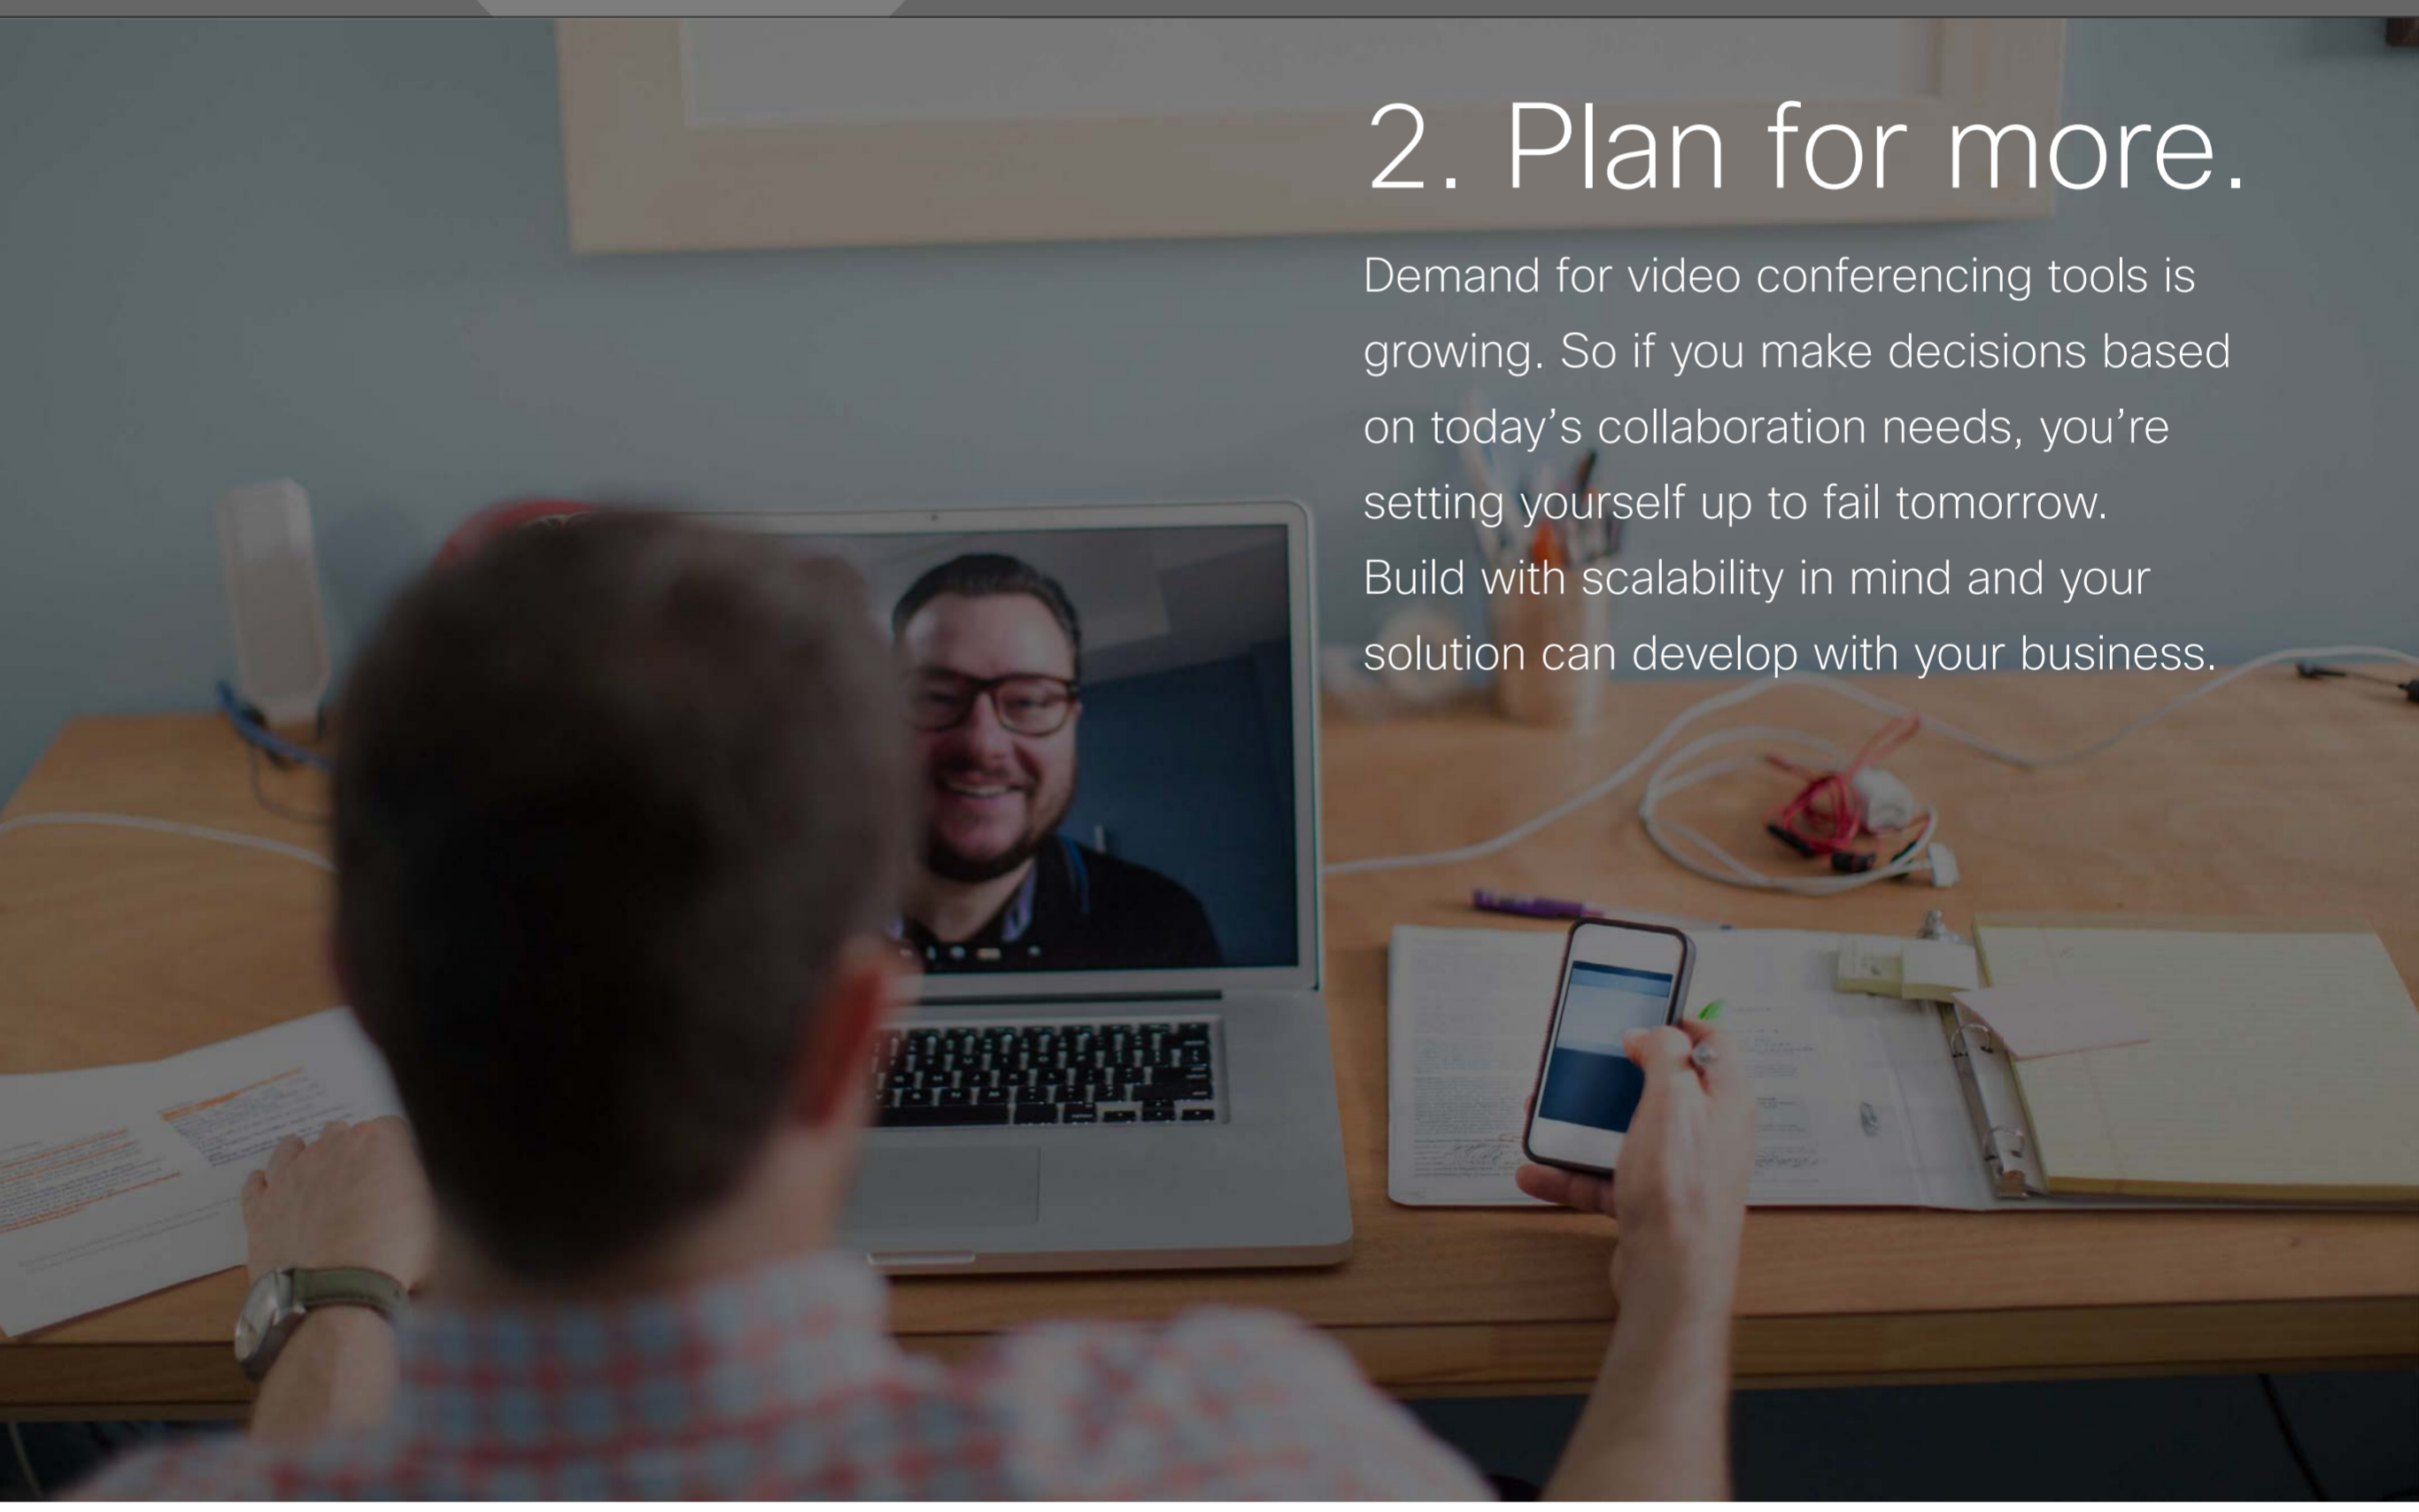 2. Plan for more.
Demand for video conferencing tools is
growing. So if you make decisions based
on today’s collaboration needs, you’re
setting yourself up to fail tomorrow.
Build with scalability in mind and your
solution can develop with your business.